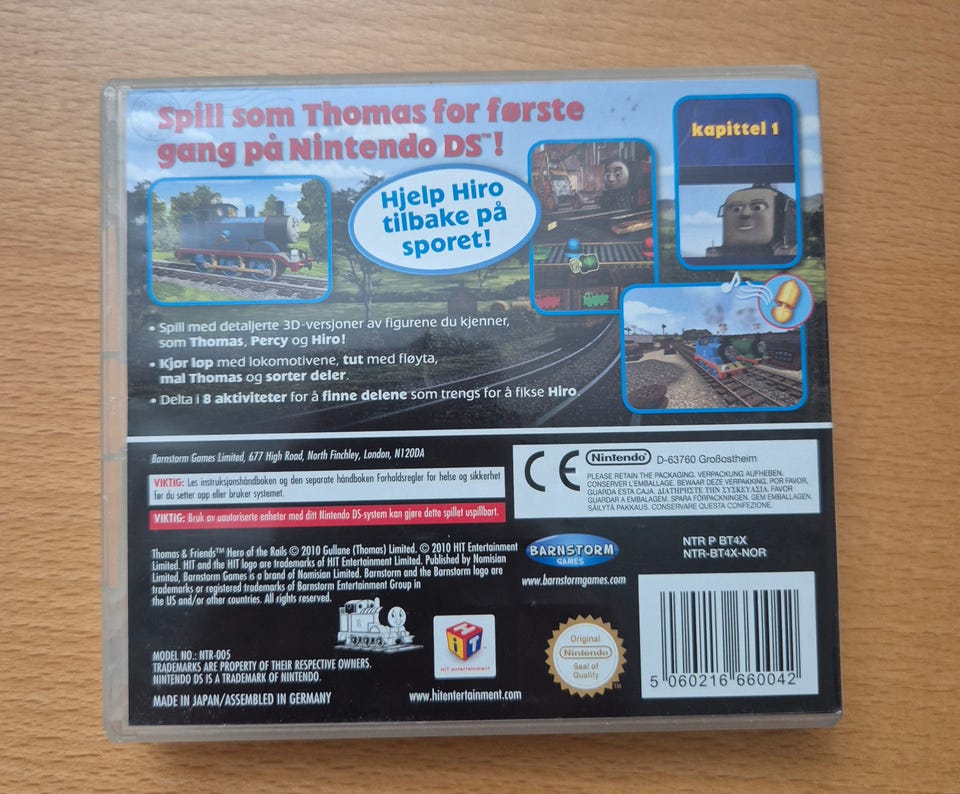 Spill som Thomas for første
gang på Nintendo DS™!
kapittel 1
Hjelp Hiro
tilbake på
sporet!
• Spill med detaljerte 3D-versjoner av figurene du kjenner,
som Thomas, Percy og Hiro!
• Kjør løp med lokomotivene, tut med fløyta,
mal Thomas og sorter deler.
• Delta i 8 aktiviteter for å finne delene som trengs for å fikse Hiro.
Barnstorm Games Limited, 677 High Road, North Finchley, London, N120DA
VIKTIG: Les instruksjonshåndboken og den separate håndboken Forholdsregler for helse og sikkerhet
før du setter opp eller bruker systemet.
VIKTIG: Bruk av uautoriserte enheter med ditt Nintendo DS-system kan gjøre dette spillet uspillbart.
CE Nintendo® D-63760 Großostheim
PLEASE RETAIN THE PACKAGING. VERPACKUNG AUFHEBEN.
CONSERVER L'EMBALLAGE. BEWAAR DEZE VERPAKKING. POR FAVOR,
GUARDA ESTA CAJA. ΔΙΑΤΗΡΗΣΤΕ ΤΗΝ ΣΥΣΚΕΥΑΣΙΑ. FAVOR
GUARDAR A EMBALAGEM. SPARA FÖRPACKNINGEN. GEM EMBALLAGEN.
SÄILYTÄ PAKKAUS. CONSERVARE QUESTA CONFEZIONE.
Thomas & Friends™ Hero of the Rails © 2010 Gullane (Thomas) Limited. © 2010 HIT Entertainment
Limited. HIT and the HIT logo are trademarks of HIT Entertainment Limited. Published by Nomisian
Limited, Barnstorm Games is a brand of Nomisian Limited. Barnstorm and the Barnstorm logo are
trademarks or registered trademarks of Barnstorm Entertainment Group in
the US and/or other countries. All rights reserved.
BARNSTORM
GAMES
www.barnstormgames.com
NTR P BT4X
NTR-BT4X-NOR
1
HiT
HiT entertainment
www.hitentertainment.com
MODEL NO.: NTR-005
TRADEMARKS ARE PROPERTY OF THEIR RESPECTIVE OWNERS.
NINTENDO DS IS A TRADEMARK OF NINTENDO.
MADE IN JAPAN/ASSEMBLED IN GERMANY
Original
Nintendo
Seal of
Quality
TM
5 060216 660042